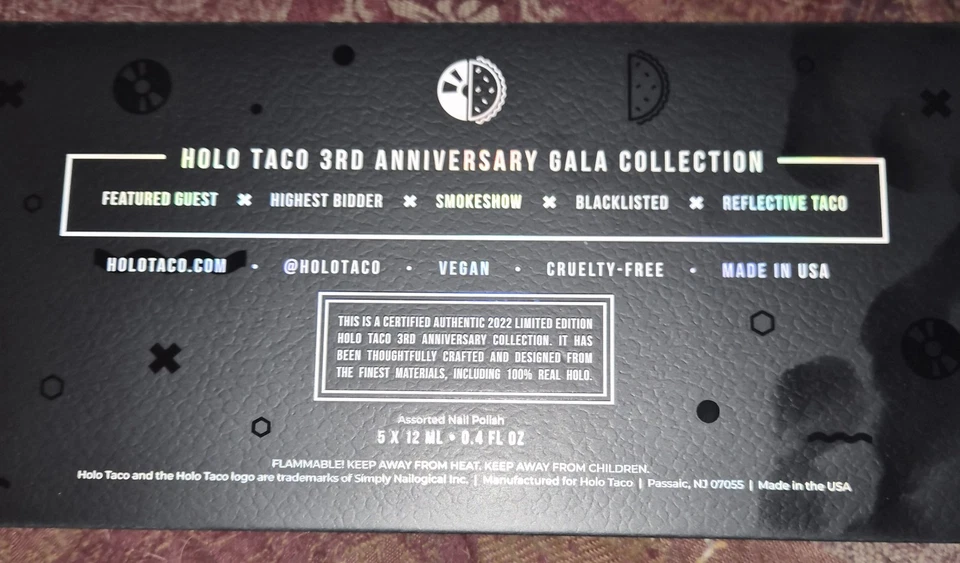 HOLO TACO 3RD ANNIVERSARY GALA COLLECTION
FEATURED GUEST ✖ HIGHEST BIDDER ✖ SMOKESHOW ✖ BLACKLISTED ✖ REFLECTIVE TACO
HOLOTACO.COM • @HOLOTACO • VEGAN • CRUELTY-FREE • MADE IN USA
THIS IS A CERTIFIED AUTHENTIC 2022 LIMITED EDITION
HOLO TACO 3RD ANNIVERSARY COLLECTION. IT HAS
BEEN THOUGHTFULLY CRAFTED AND DESIGNED FROM
THE FINEST MATERIALS, INCLUDING 100% REAL HOLO.
Assorted Nail Polish
5 X 12 ML • 0.4 FL OZ
FLAMMABLE! KEEP AWAY FROM HEAT. KEEP AWAY FROM CHILDREN.
Holo Taco and the Holo Taco logo are trademarks of Simply Nailogical Inc. | Manufactured for Holo Taco | Passaic, NJ 07055 | Made in the USA